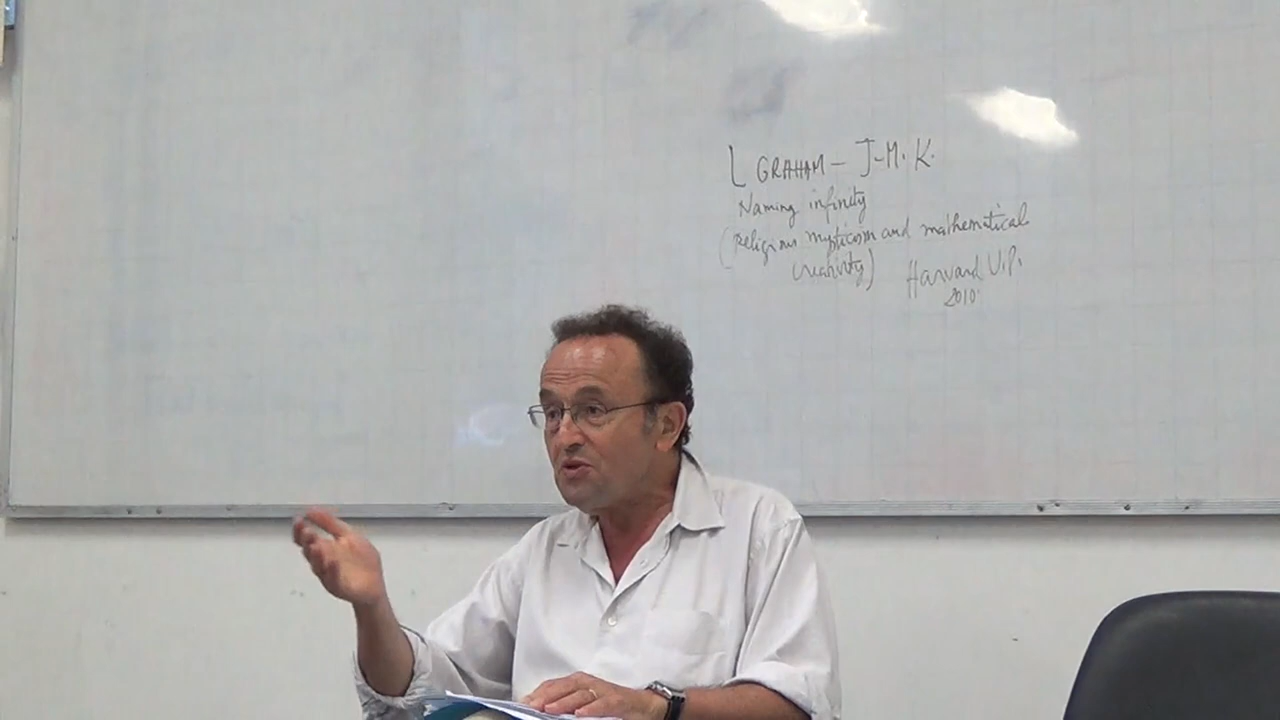 L GRAHAM – J-M. K.
Naming infinity
(Religious mysticism and mathematical
creativity) Harvard U.P.
2010